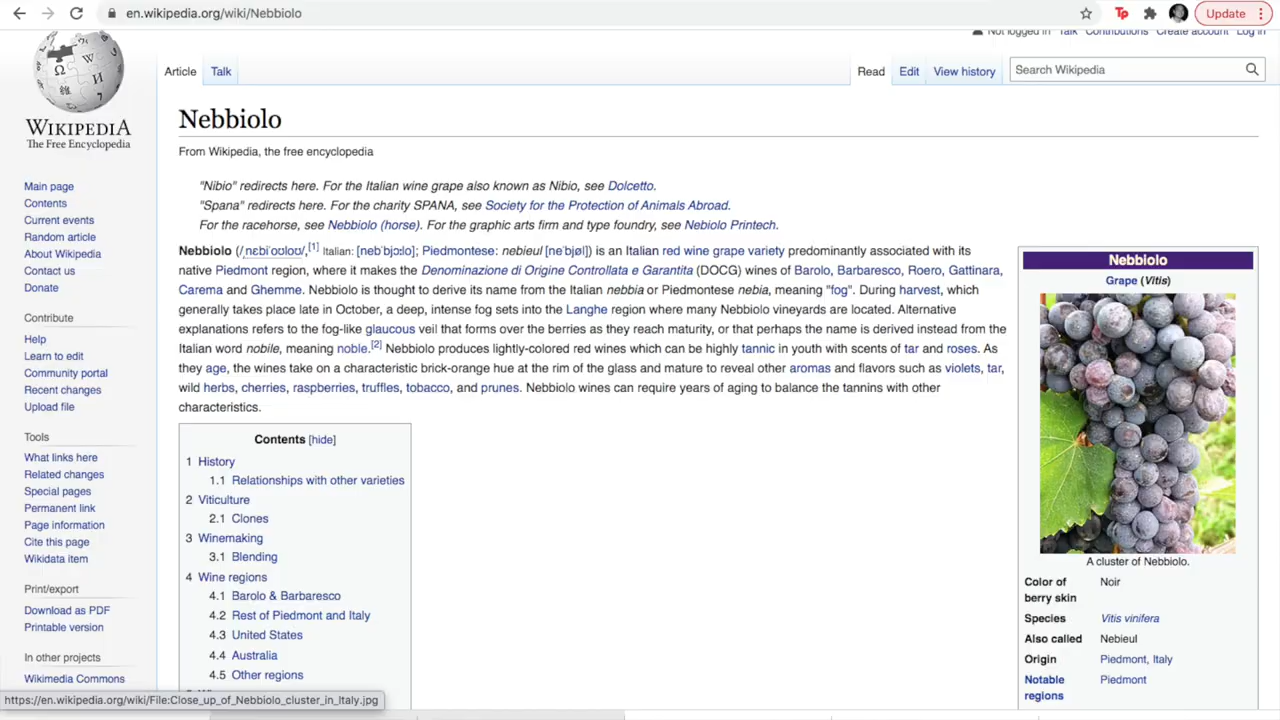 en.wikipedia.org/wiki/Nebbiolo
Tp
Update
Not logged in Talk Contributions Create account Log in
WIKIPEDIA
The Free Encyclopedia
Article Talk
Read Edit View history
Search Wikipedia
Main page
Contents
Current events
Random article
About Wikipedia
Contact us
Donate
Contribute
Help
Learn to edit
Community portal
Recent changes
Upload file
Tools
What links here
Related changes
Special pages
Permanent link
Page information
Cite this page
Wikidata item
Print/export
Download as PDF
Printable version
In other projects
Wikimedia Commons
Nebbiolo
From Wikipedia, the free encyclopedia
"Nibio" redirects here. For the Italian wine grape also known as Nibio, see Dolcetto.
"Spana" redirects here. For the charity SPANA, see Society for the Protection of Animals Abroad.
For the racehorse, see Nebbiolo (horse). For the graphic arts firm and type foundry, see Nebiolo Printech.
Nebbiolo (/ˌnɛbiˈoʊloʊ/,[1] Italian: [nebˈbjɔːlo]; Piedmontese: nebieul [neˈbjøl]) is an Italian red wine grape variety predominantly associated with its
native Piedmont region, where it makes the Denominazione di Origine Controllata e Garantita (DOCG) wines of Barolo, Barbaresco, Roero, Gattinara,
Carema and Ghemme. Nebbiolo is thought to derive its name from the Italian nebbia or Piedmontese nebia, meaning "fog". During harvest, which
generally takes place late in October, a deep, intense fog sets into the Langhe region where many Nebbiolo vineyards are located. Alternative
explanations refers to the fog-like glaucous veil that forms over the berries as they reach maturity, or that perhaps the name is derived instead from the
Italian word nobile, meaning noble.[2] Nebbiolo produces lightly-colored red wines which can be highly tannic in youth with scents of tar and roses. As
they age, the wines take on a characteristic brick-orange hue at the rim of the glass and mature to reveal other aromas and flavors such as violets, tar,
wild herbs, cherries, raspberries, truffles, tobacco, and prunes. Nebbiolo wines can require years of aging to balance the tannins with other
characteristics.
Contents [hide]
1 History
1.1 Relationships with other varieties
2 Viticulture
2.1 Clones
3 Winemaking
3.1 Blending
4 Wine regions
4.1 Barolo & Barbaresco
4.2 Rest of Piedmont and Italy
4.3 United States
4.4 Australia
4.5 Other regions
Nebbiolo
Grape (Vitis)
A cluster of Nebbiolo.
Color of berry skin Noir
Species Vitis vinifera
Also called Nebieul
Origin Piedmont, Italy
Notable regions Piedmont
https://en.wikipedia.org/wiki/File:Close_up_of_Nebbiolo_cluster_in_Italy.jpg